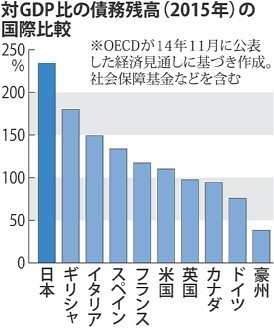 対GDP比の債務残高（2015年）の
国際比較
※OECDが14年11月に公表
した経済見通しに基づき作成。
社会保障基金などを含む
250
%
200
150
100
50
0
日本
ギリシャ
イタリア
スペイン
フランス
米国
英国
カナダ
ドイツ
豪州